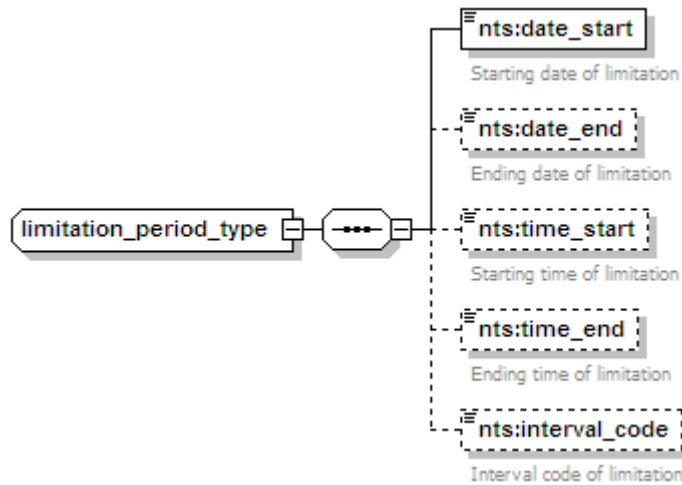 nts:date_start
Starting date of limitation
nts:date_end
Ending date of limitation
limitation_period_type
nts:time_start
Starting time of limitation
nts:time_end
Ending time of limitation
nts:interval_code
Interval code of limitation